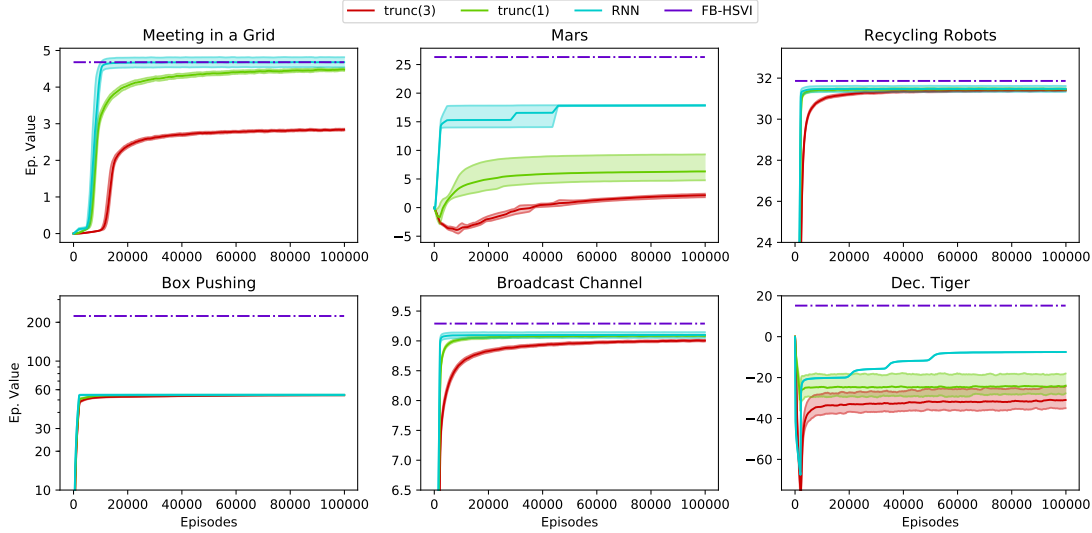 trunc(3) trunc(1) RNN FB-HSVI
Meeting in a Grid Mars Recycling Robots
Ep. Value
5
4
3
2
1
0
0 20000 40000 60000 80000 100000
25
20
15
10
5
0
−5
0 20000 40000 60000 80000 100000
32
30
28
26
24
0 20000 40000 60000 80000 100000
Box Pushing Broadcast Channel Dec. Tiger
Ep. Value
200
100
60
30
20
10
0 20000 40000 60000 80000 100000
Episodes
9.5
9.0
8.5
8.0
7.5
7.0
6.5
0 20000 40000 60000 80000 100000
Episodes
20
0
−20
−40
−60
0 20000 40000 60000 80000 100000
Episodes